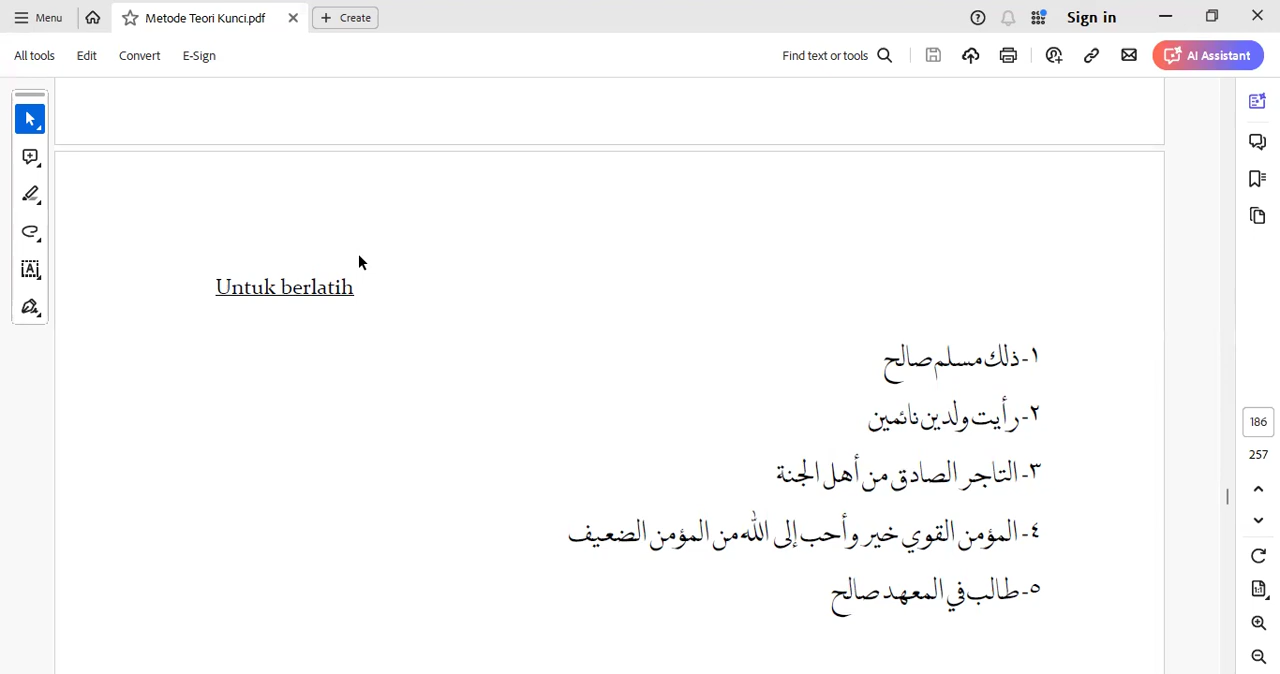 Menu
Metode Teori Kunci.pdf
Create
Sign in
All tools
Edit
Convert
E-Sign
Find text or tools
AI Assistant
Untuk berlatih
١- ذلك مسلم صالح
٢- رأيت ولدين نائمين
٣- التاجر الصادق من أهل الجنة
٤- المؤمن القوي خير وأحب إلى الله من المؤمن الضعيف
٥- طالب في المعهد صالح
186
257